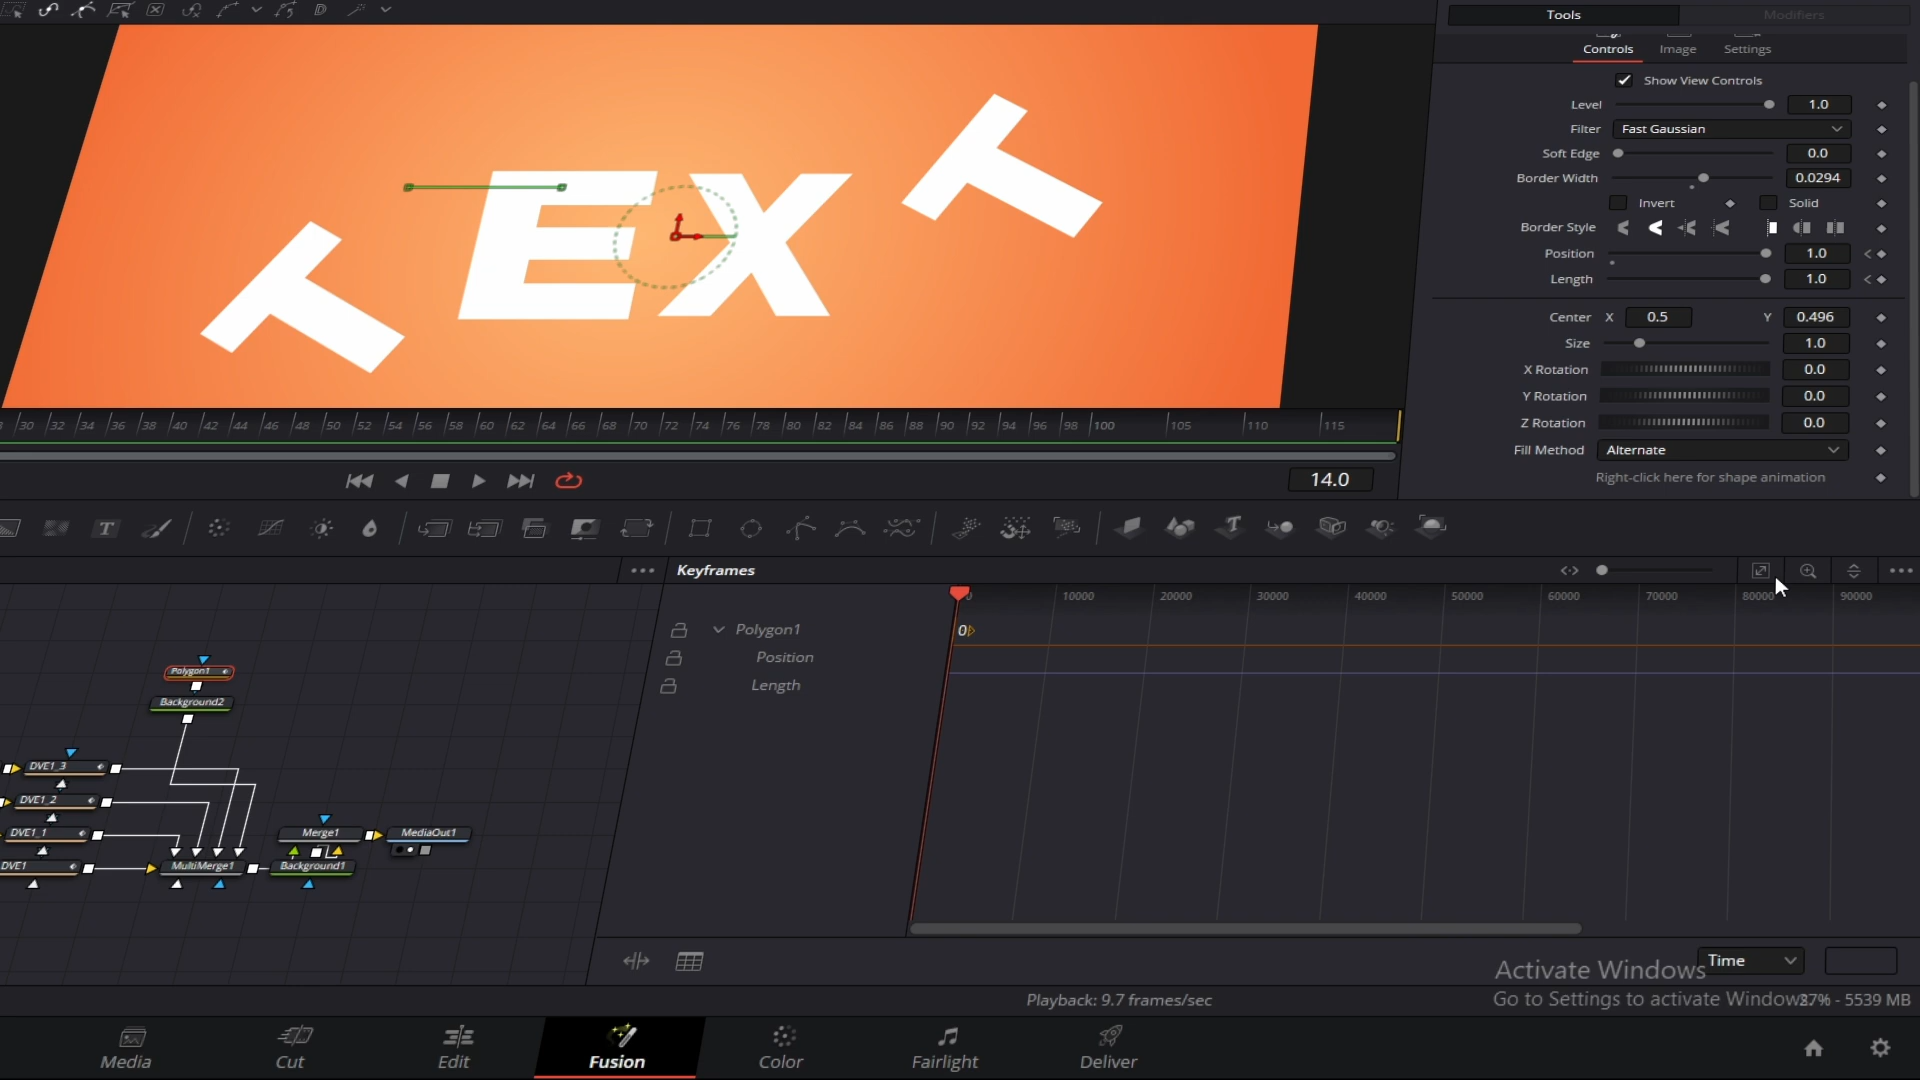 Tools
Modifiers
Controls Image Settings
Show View Controls
Level 1.0
Filter Fast Gaussian
Soft Edge 0.0
Border Width 0.0294
Invert Solid
Border Style
Position 1.0
Length 1.0
Center X 0.5 Y 0.496
Size 1.0
X Rotation 0.0
Y Rotation 0.0
Z Rotation 0.0
Fill Method Alternate
Right-click here for shape animation
T E X T
30 32 34 36 38 40 42 44 46 48 50 52 54 56 58 60 62 64 66 68 70 72 74 76 78 80 82 84 86 88 90 92 94 96 98 100 105 110 115
14.0
Keyframes
0 10000 20000 30000 40000 50000 60000 70000 80000 90000
Polygon1
0
Position
Length
Polygon1
Background2
DVE1_3
DVE1_2
DVE1_1
DVE1
MultiMerge1
Merge1
MediaOut1
Background1
Time
Activate Windows
Go to Settings to activate Windows.
Playback: 9.7 frames/sec
37% - 5539 MB
Media Cut Edit Fusion Color Fairlight Deliver